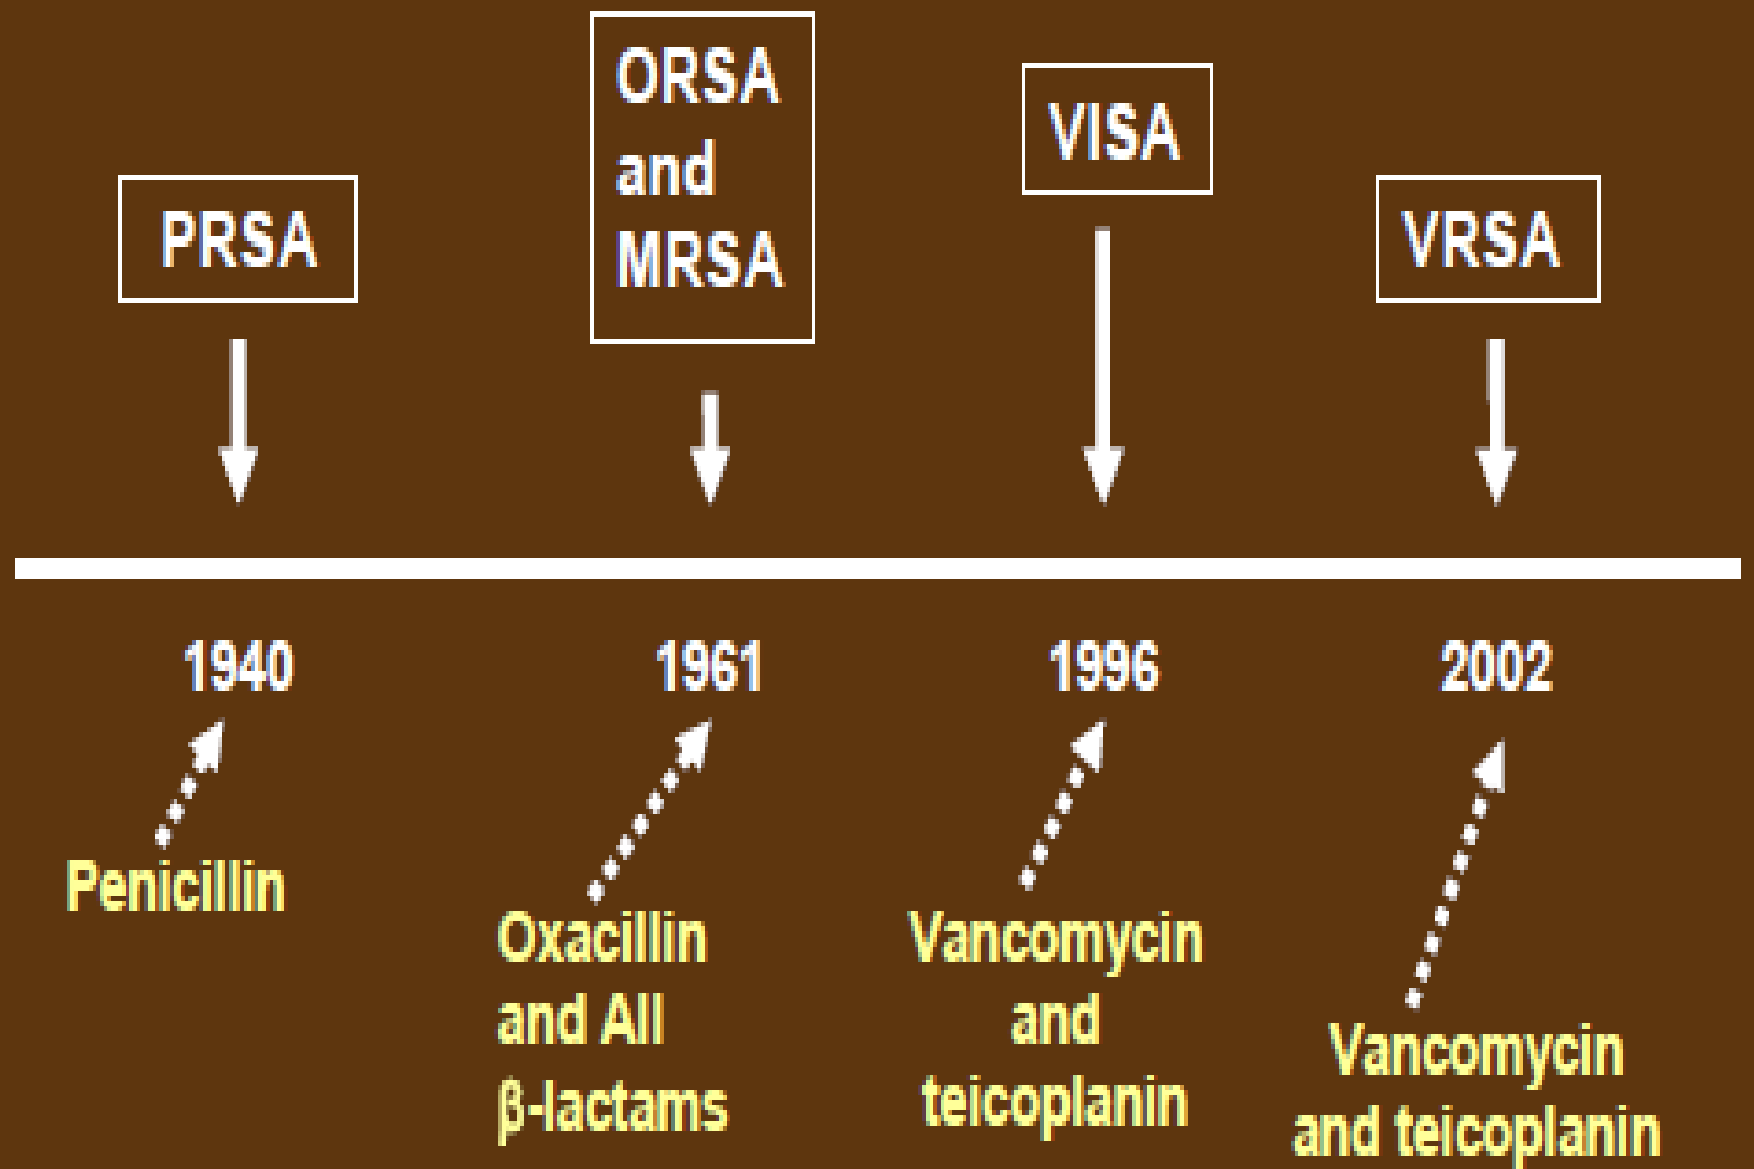 PRSA
ORSA
and
MRSA
VISA
VRSA
1940
1961
1996
2002
Penicillin
Oxacillin
and All
β-lactams
Vancomycin
and
teicoplanin
Vancomycin
and teicoplanin